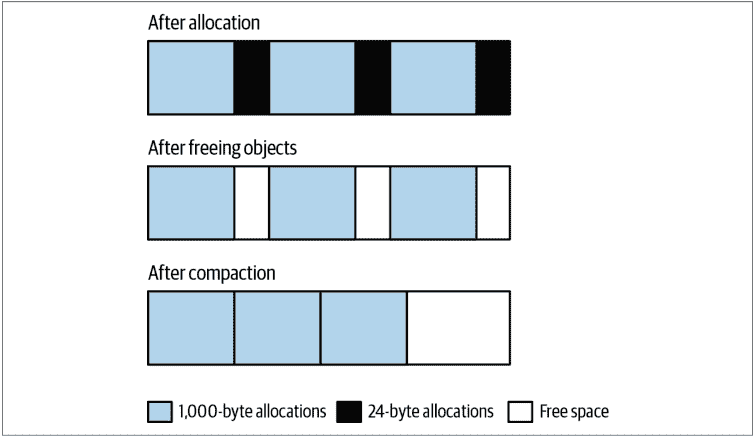 After allocation
After freeing objects
After compaction
1,000-byte allocations 24-byte allocations Free space